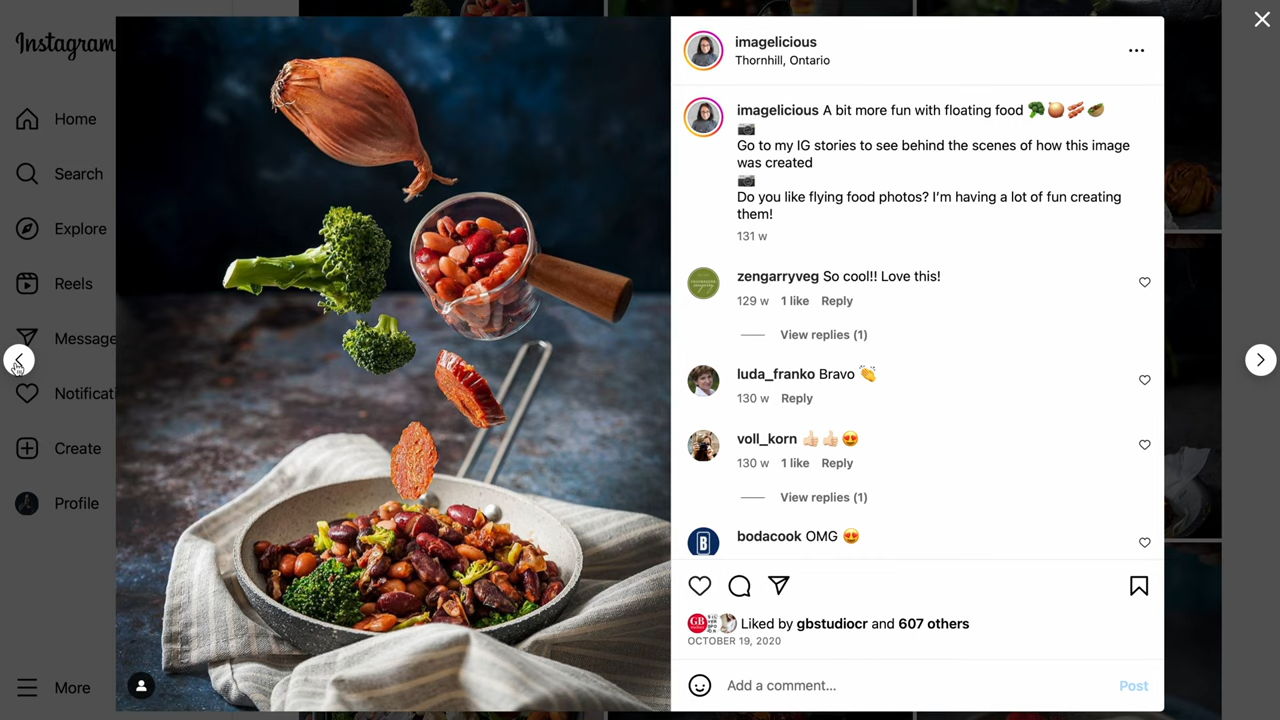 Instagram
Home
Search
Explore
Reels
Message
Notificati
Create
Profile
More
imagelicious
Thornhill, Ontario
imagelicious A bit more fun with floating food 🥦🧅🥓🥙
📷
Go to my IG stories to see behind the scenes of how this image
was created
📷
Do you like flying food photos? I’m having a lot of fun creating
them!
131 w
zengarryveg So cool!! Love this!
129 w 1 like Reply
View replies (1)
luda_franko Bravo 👏
130 w Reply
voll_korn 👍🏻👍🏻😍
130 w 1 like Reply
View replies (1)
B
bodacook OMG 😍
GB
Liked by gbstudiocr and 607 others
OCTOBER 19, 2020
Add a comment...
Post